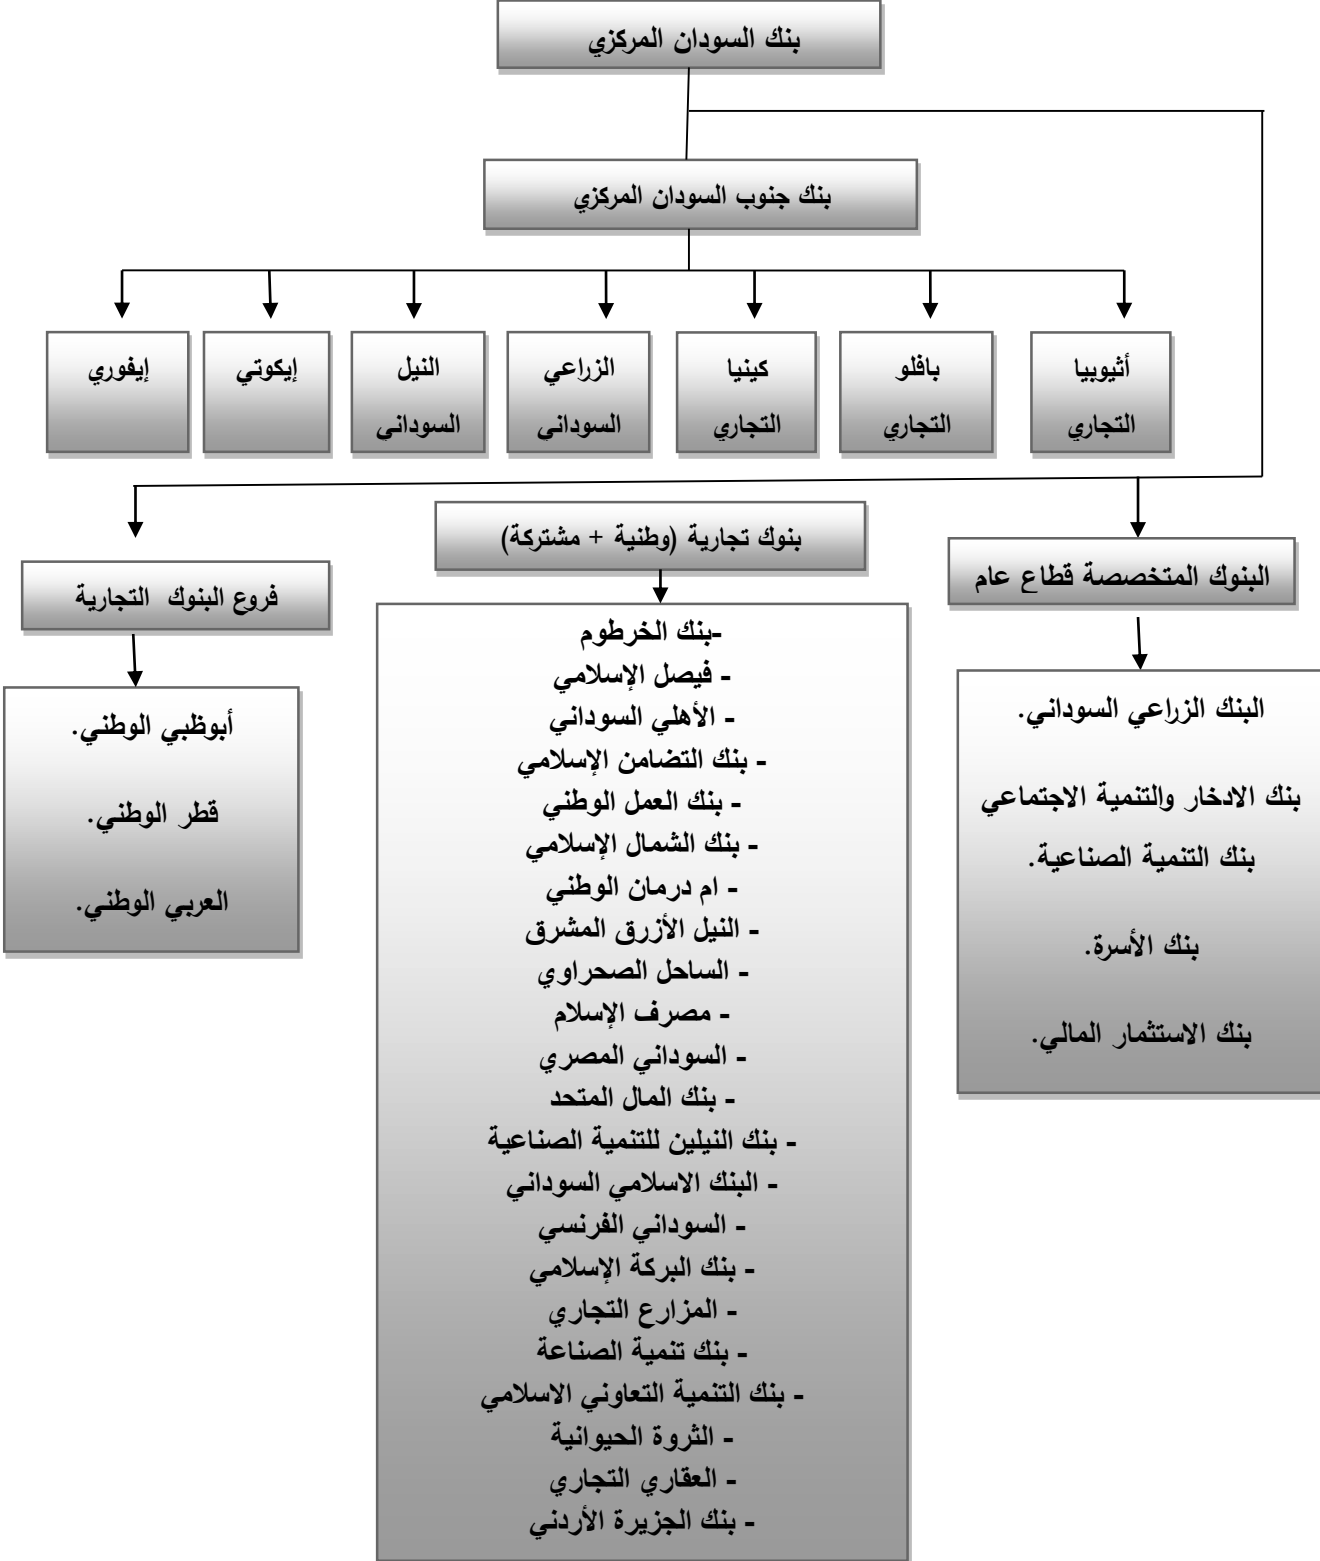 بنك السودان المركزي
بنك جنوب السودان المركزي
أثيوبيا
التجاري
بافلو
التجاري
كينيا
التجاري
الزراعي
السوداني
النيل
السوداني
إيكوتي
إيفوري
البنوك المتخصصة قطاع عام
البنك الزراعي السوداني.
بنك الادخار والتنمية الاجتماعي
بنك التنمية الصناعية.
بنك الأسرة.
بنك الاستثمار المالي.
بنوك تجارية (وطنية + مشتركة)
-بنك الخرطوم
- فيصل الإسلامي
- الأهلي السوداني
- بنك التضامن الإسلامي
- بنك العمل الوطني
- بنك الشمال الإسلامي
- ام درمان الوطني
- النيل الأزرق المشرق
- الساحل الصحراوي
- مصرف الإسلام
- السوداني المصري
- بنك المال المتحد
- بنك النيلين للتنمية الصناعية
- البنك الاسلامي السوداني
- السوداني الفرنسي
- بنك البركة الإسلامي
- المزارع التجاري
- بنك تنمية الصناعة
- بنك التنمية التعاوني الاسلامي
- الثروة الحيوانية
- العقاري التجاري
- بنك الجزيرة الأردني
فروع البنوك التجارية
أبوظبي الوطني.
قطر الوطني.
العربي الوطني.